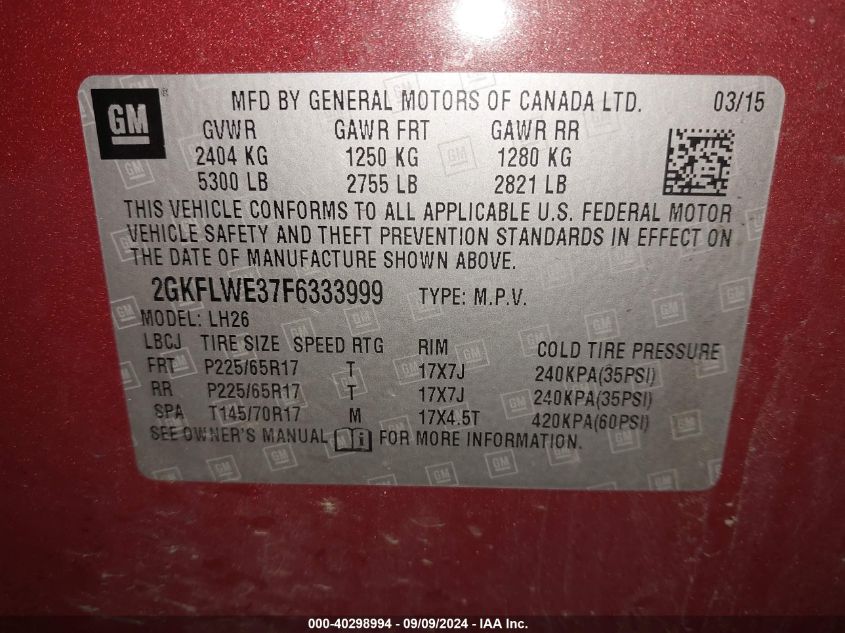 GM ® MFD BY GENERAL MOTORS OF CANADA LTD. 03/15
GVWR GAWR FRT GAWR RR
2404 KG 1250 KG 1280 KG
5300 LB 2755 LB 2821 LB
THIS VEHICLE CONFORMS TO ALL APPLICABLE U.S. FEDERAL MOTOR
VEHICLE SAFETY AND THEFT PREVENTION STANDARDS IN EFFECT ON
THE DATE OF MANUFACTURE SHOWN ABOVE.
2GKFLWE37F6333999 TYPE: M.P.V.
MODEL: LH26
LBCJ TIRE SIZE SPEED RTG RIM COLD TIRE PRESSURE
FRT P225/65R17 T 17X7J 240KPA(35PSI)
RR P225/65R17 T 17X7J 240KPA(35PSI)
SPA T145/70R17 M 17X4.5T 420KPA(60PSI)
SEE OWNER'S MANUAL FOR MORE INFORMATION.
000-40298994 - 09/09/2024 - IAA Inc.